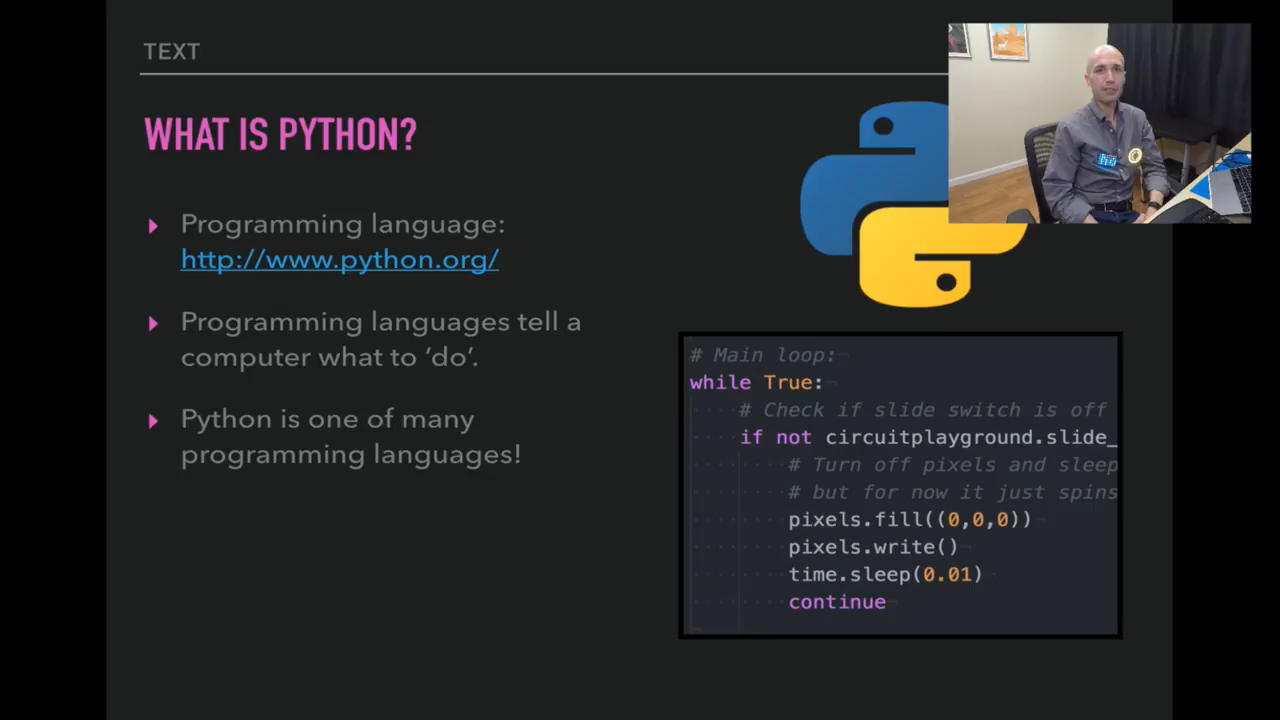 TEXT
WHAT IS PYTHON?
Programming language:
http://www.python.org/
Programming languages tell a
computer what to ‘do’.
Python is one of many
programming languages!
# Main loop:
while True:
# Check if slide switch is off
if not circuitplayground.slide_
# Turn off pixels and sleep
# but for now it just spins
pixels.fill((0,0,0))
pixels.write()
time.sleep(0.01)
continue